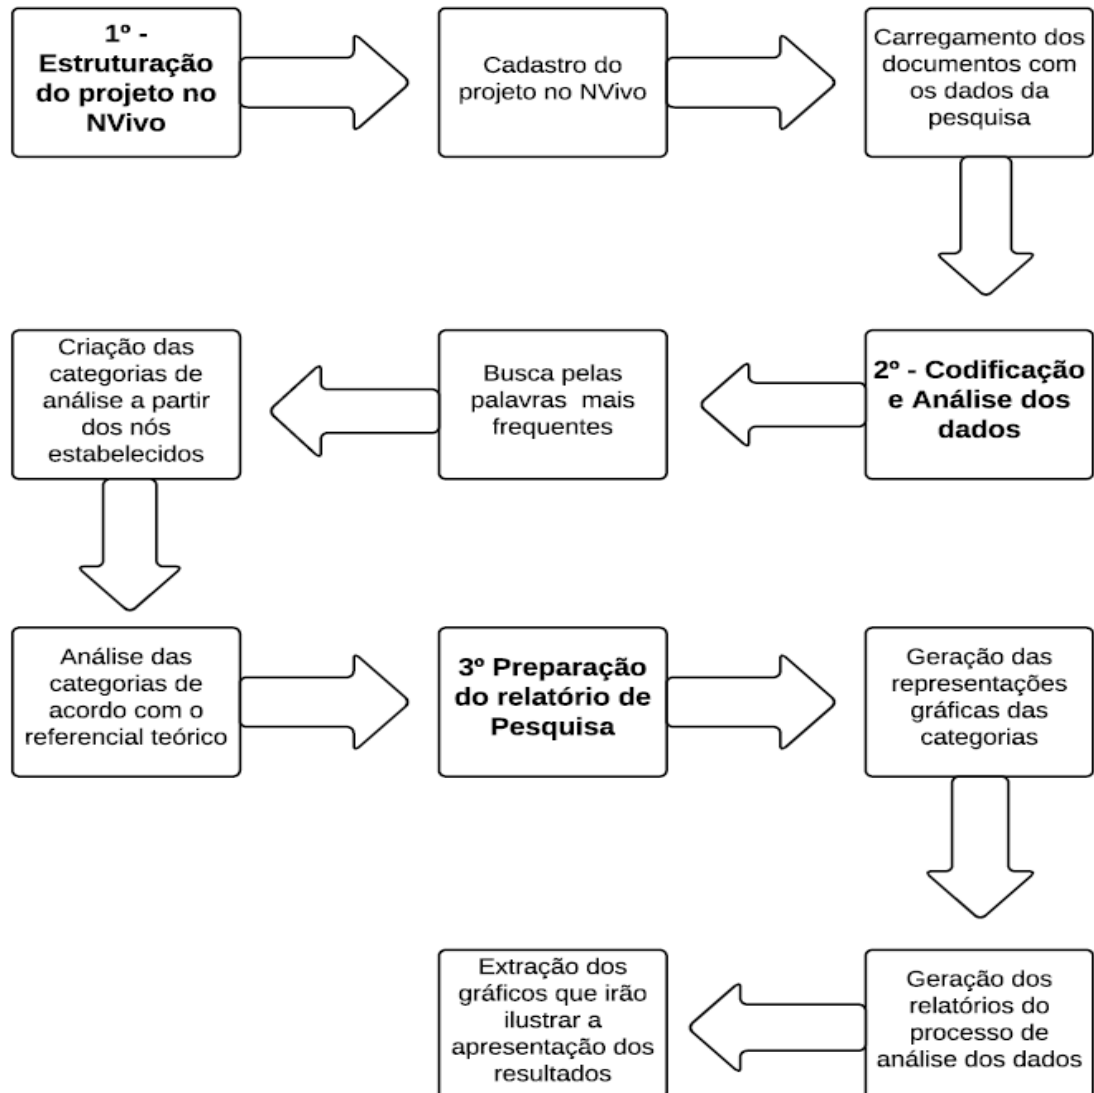 1º -
Estruturação
do projeto no
NVivo
Cadastro do
projeto no NVivo
Carregamento dos
documentos com
os dados da
pesquisa
2º - Codificação
e Análise dos
dados
Busca pelas
palavras mais
frequentes
Criação das
categorias de
análise a partir
dos nós
estabelecidos
Análise das
categorias de
acordo com o
referencial teórico
3º Preparação
do relatório de
Pesquisa
Geração das
representações
gráficas das
categorias
Geração dos
relatórios do
processo de
análise dos dados
Extração dos
gráficos que irão
ilustrar a
apresentação dos
resultados